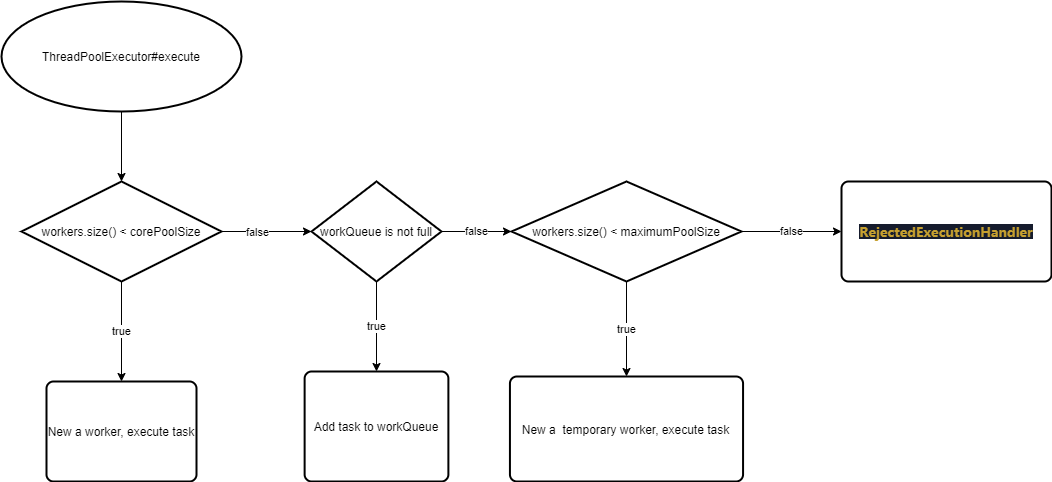 ThreadPoolExecutor#execute
workers.size() < corePoolSize
false
workQueue is not full
false
workers.size() < maximumPoolSize
false
RejectedExecutionHandler
true
true
true
New a worker, execute task
Add task to workQueue
New a  temporary worker, execute task